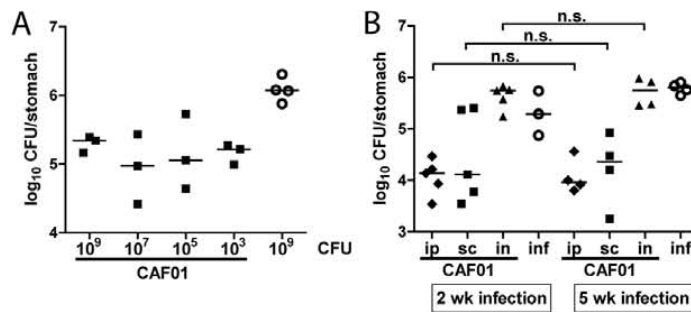 A
log10 CFU/stomach
7
6
5
4
10^9 10^7 10^5 10^3 10^9 CFU
CAF01
B
n.s.
n.s.
n.s.
log10 CFU/stomach
7
6
5
4
3
ip sc in inf ip sc in inf
CAF01 CAF01
2 wk infection 5 wk infection